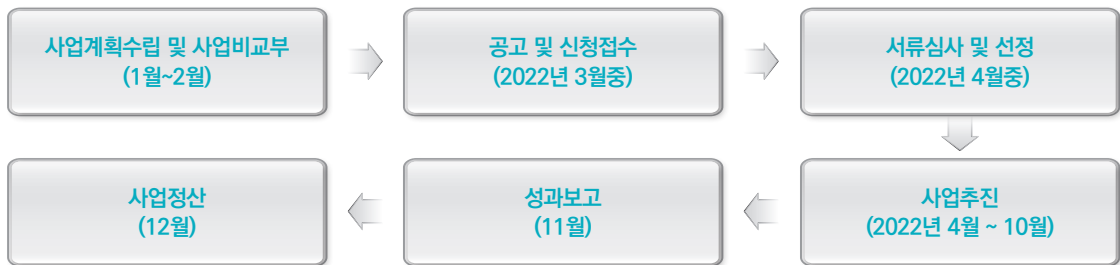 사업계획수립 및 사업비교부
(1월~2월)
공고 및 신청접수
(2022년 3월중)
서류심사 및 선정
(2022년 4월중)
사업추진
(2022년 4월 ~ 10월)
성과보고
(11월)
사업정산
(12월)